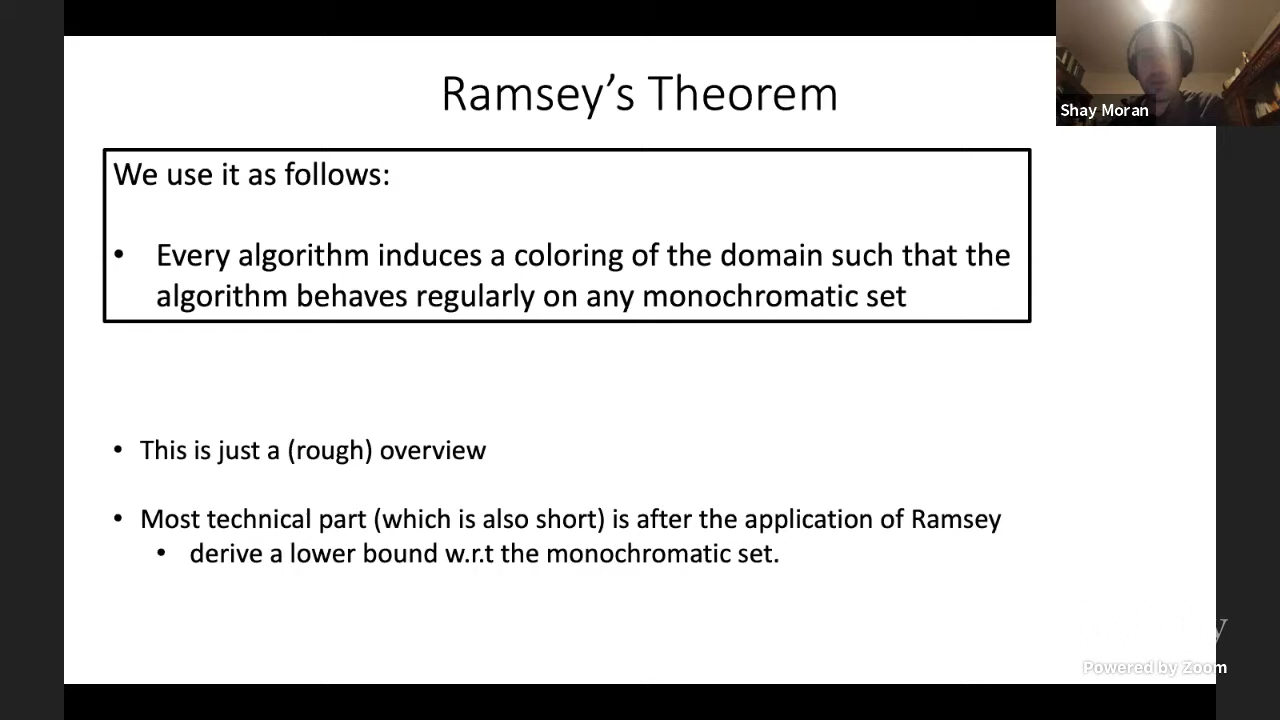 Ramsey’s Theorem
Shay Moran
We use it as follows:
• Every algorithm induces a coloring of the domain such that the
algorithm behaves regularly on any monochromatic set
• This is just a (rough) overview
• Most technical part (which is also short) is after the application of Ramsey
• derive a lower bound w.r.t the monochromatic set.
Powered by Zoom